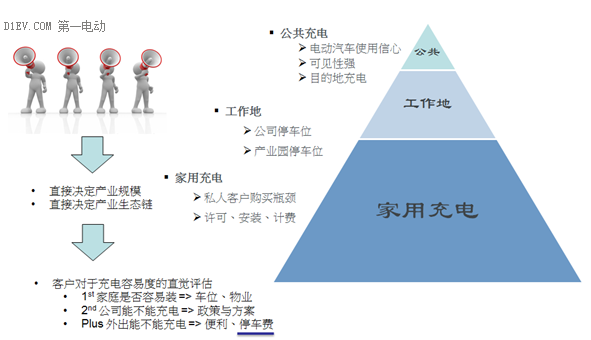 D1EV.COM 第一电动
直接决定产业规模
直接决定产业生态链
客户对于充电容易度的直觉评估
1st 家庭是否容易装 => 车位、物业
2nd 公司能不能充电 => 政策与方案
Plus 外出能不能充电 => 便利、停车费
公共充电
电动汽车使用信心
可见性强
目的地充电
工作地
公司停车位
产业园停车位
家用充电
私人客户购买瓶颈
许可、安装、计费
公共
工作地
家用充电